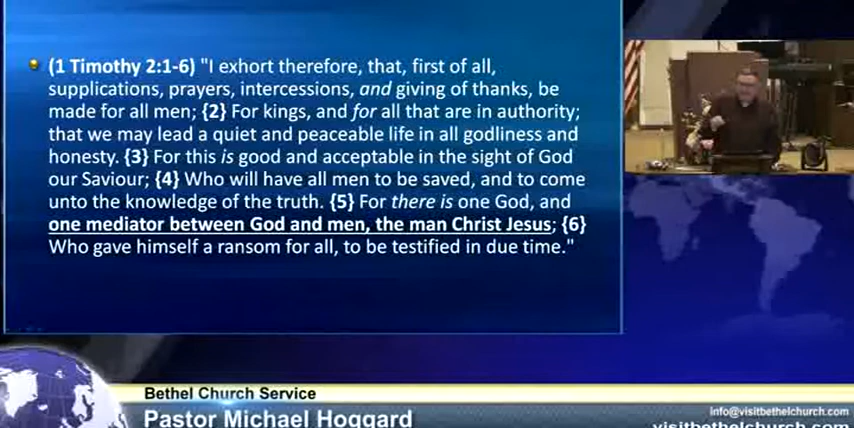 (1 Timothy 2:1-6) "I exhort therefore, that, first of all,
supplications, prayers, intercessions, and giving of thanks, be
made for all men; {2} For kings, and for all that are in authority;
that we may lead a quiet and peaceable life in all godliness and
honesty. {3} For this is good and acceptable in the sight of God
our Saviour; {4} Who will have all men to be saved, and to come
unto the knowledge of the truth. {5} For there is one God, and
one mediator between God and men, the man Christ Jesus; {6}
Who gave himself a ransom for all, to be testified in due time."
Bethel Church Service
Pastor Michael Hoggard
info@visitbethelchurch.com
visitbethelchurch.com